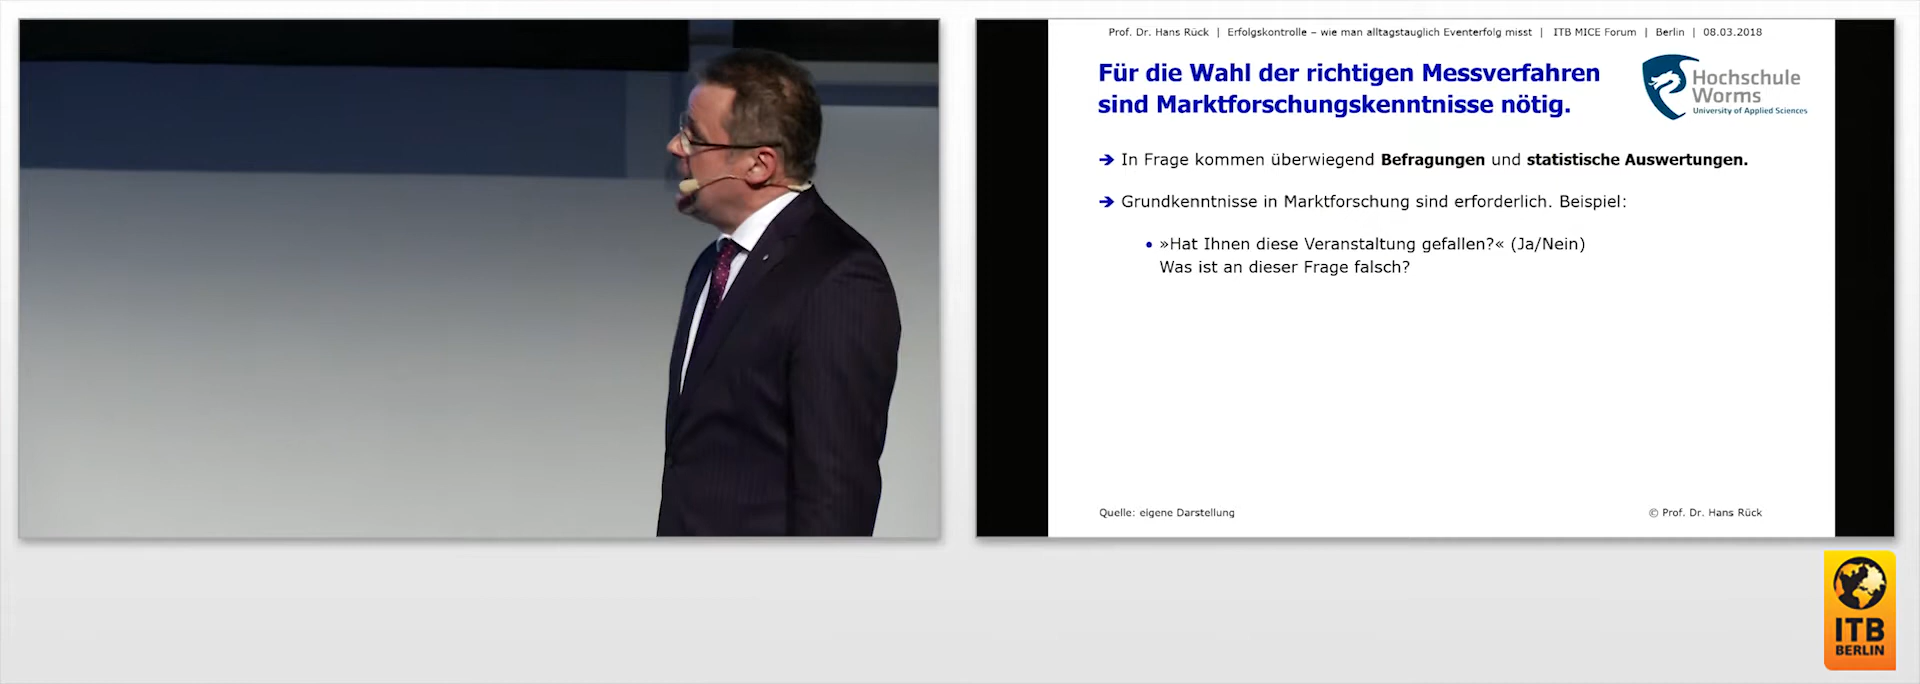 Prof. Dr. Hans Rück | Erfolgskontrolle – wie man alltagstauglich Eventerfolg misst | ITB MICE Forum | Berlin | 08.03.2018
Für die Wahl der richtigen Messverfahren
sind Marktforschungskenntnisse nötig.
Hochschule
Worms
University of Applied Sciences
➔ In Frage kommen überwiegend Befragungen und statistische Auswertungen.
➔ Grundkenntnisse in Marktforschung sind erforderlich. Beispiel:
• »Hat Ihnen diese Veranstaltung gefallen?« (Ja/Nein)
Was ist an dieser Frage falsch?
Quelle: eigene Darstellung
© Prof. Dr. Hans Rück
ITB
BERLIN